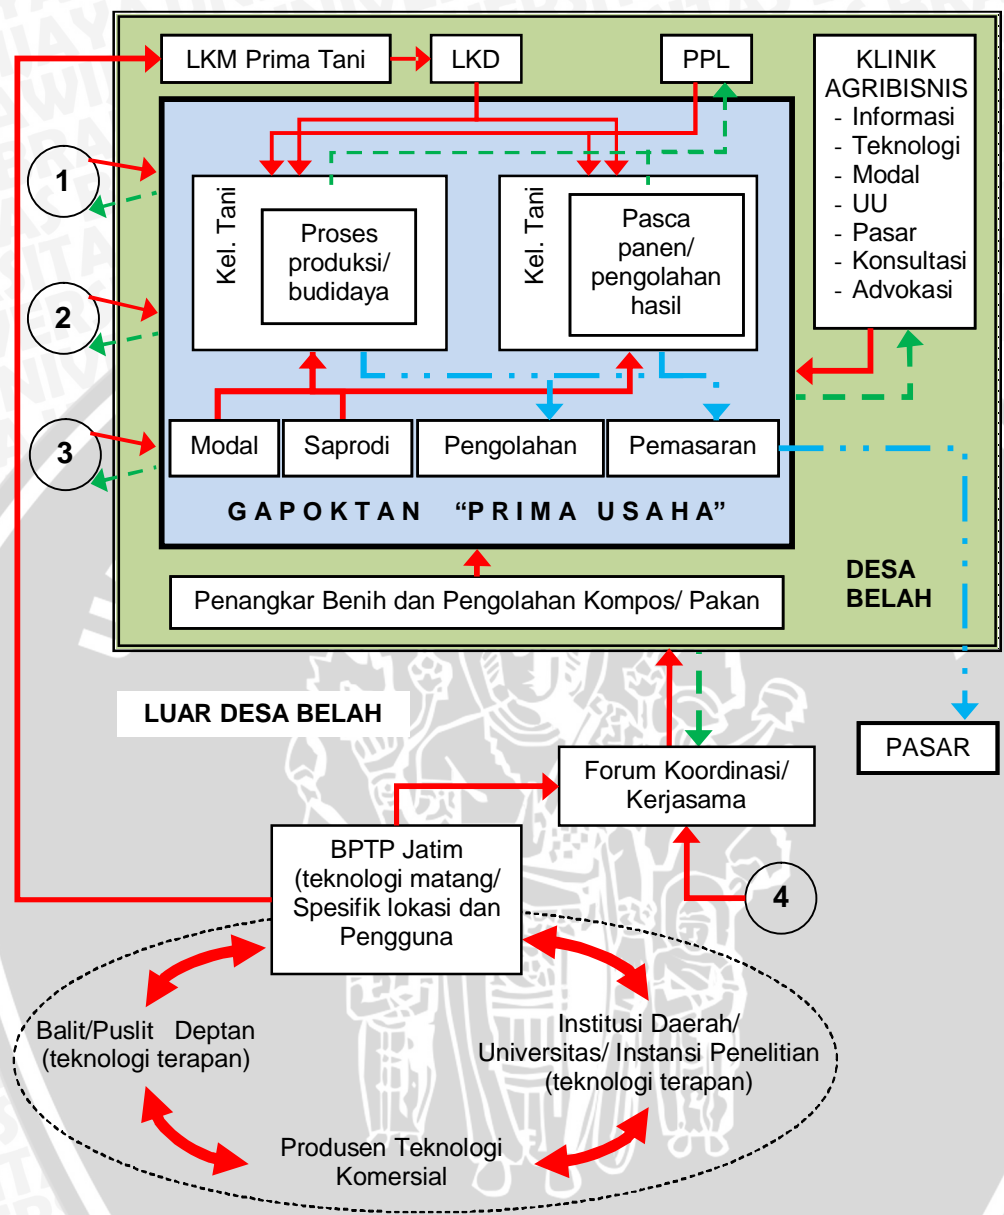 LKM Prima Tani
LKD
PPL
KLINIK
AGRIBISNIS
- Informasi
- Teknologi
- Modal
- UU
- Pasar
- Konsultasi
- Advokasi
1
2
3
Kel. Tani
Proses
produksi/
budidaya
Kel. Tani
Pasca
panen/
pengolahan
hasil
Modal
Saprodi
Pengolahan
Pemasaran
GAPOKTAN “PRIMA USAHA”
Penangkar Benih dan Pengolahan Kompos/ Pakan
DESA
BELAH
LUAR DESA BELAH
PASAR
Forum Koordinasi/
Kerjasama
BPTP Jatim
(teknologi matang/
Spesifik lokasi dan
Pengguna
4
Balit/Puslit Deptan
(teknologi terapan)
Institusi Daerah/
Universitas/ Instansi Penelitian
(teknologi terapan)
Produsen Teknologi
Komersial